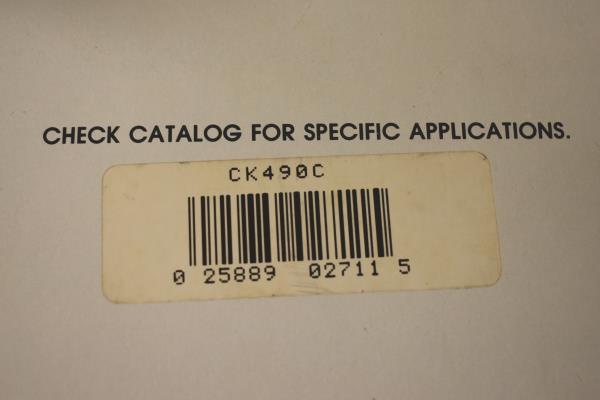 CHECK CATALOG FOR SPECIFIC APPLICATIONS.
CK490C
0 25889 02711 5